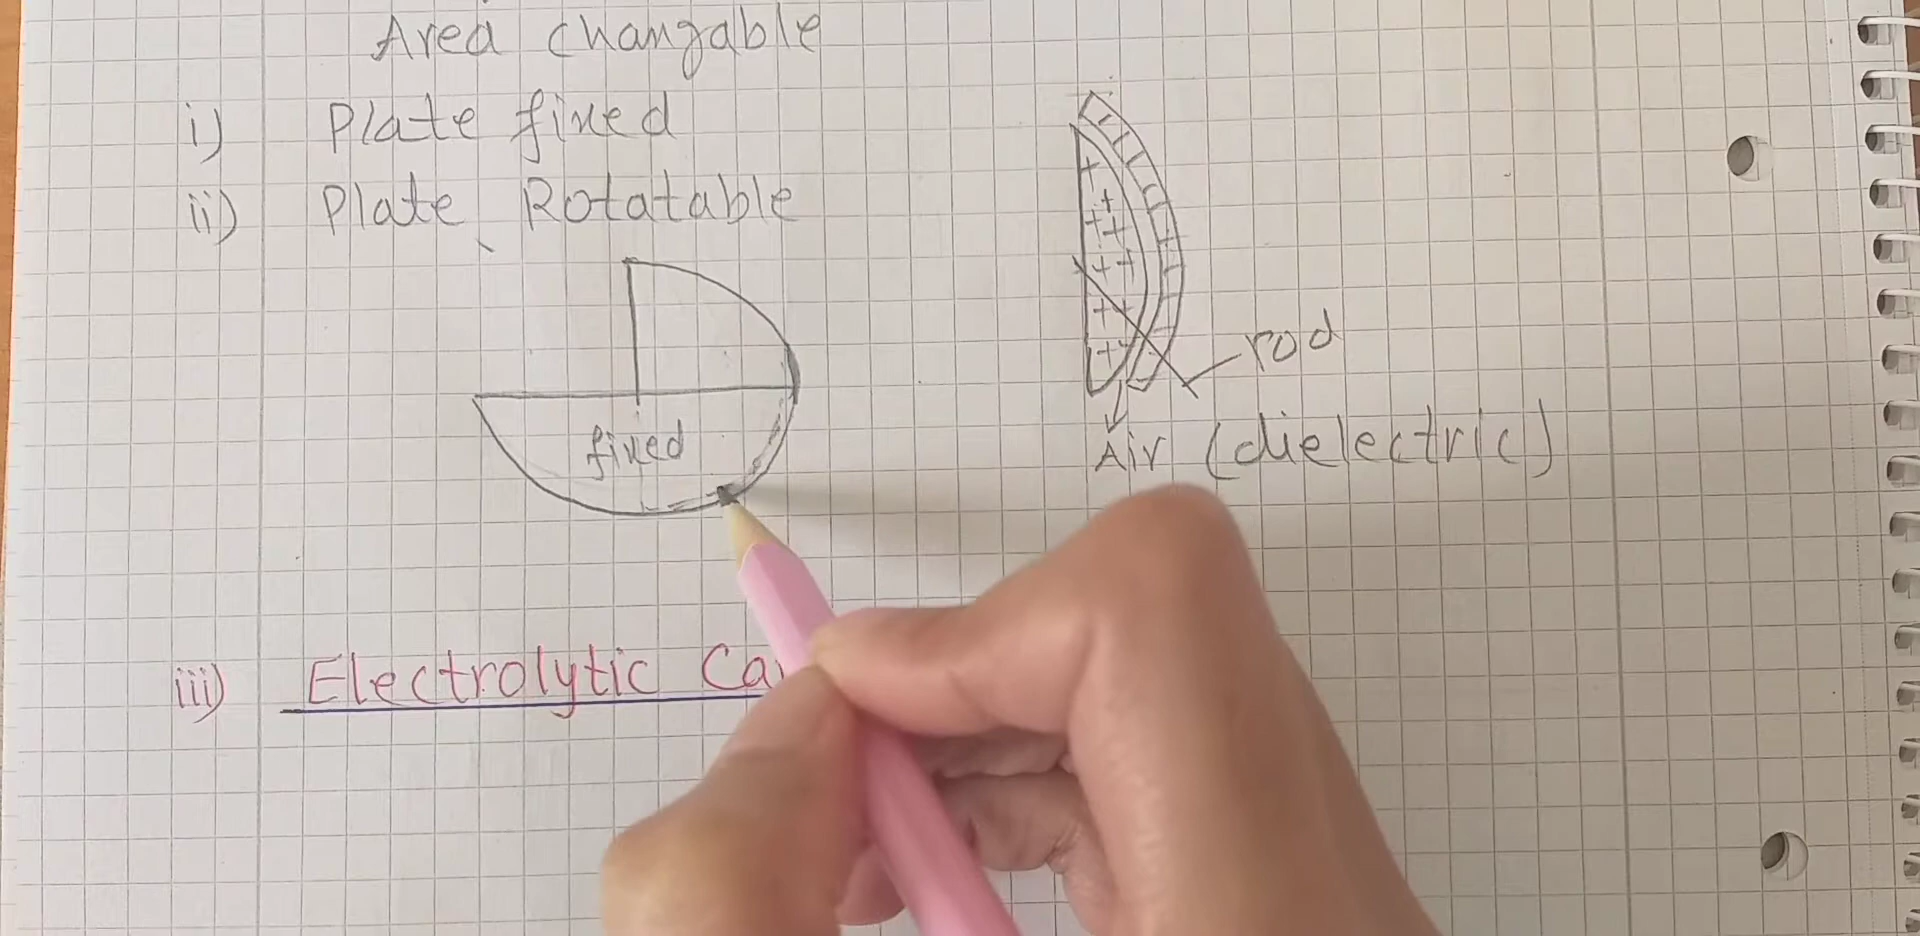 Area changable
i) Plate fixed
ii) Plate Rotatable
fixed
rod
Air (dielectric)
iii) Electrolytic